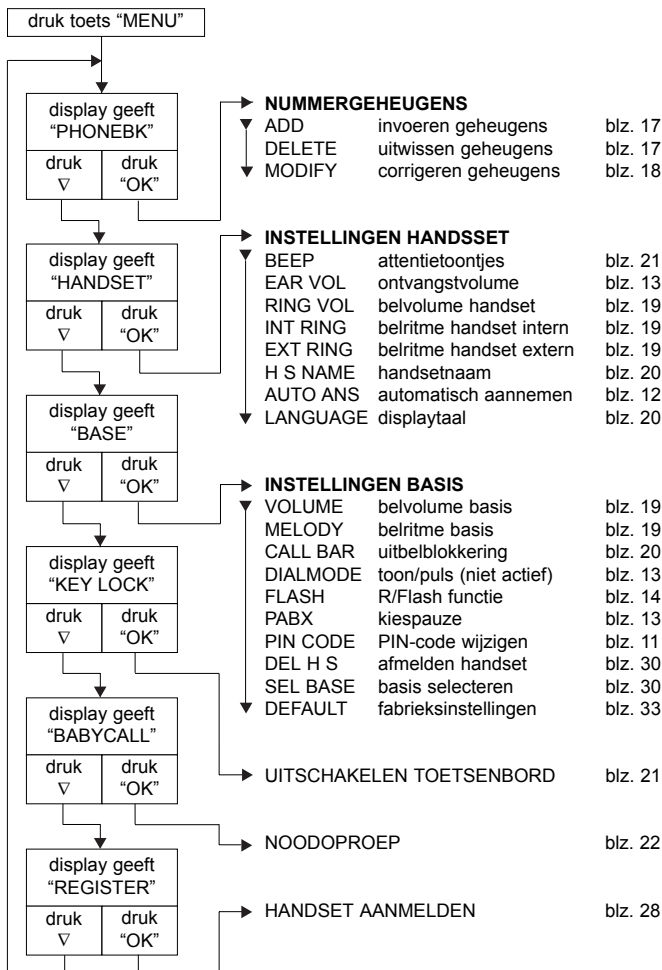 druk toets “MENU”
display geeft
“PHONEBK”
druk ∇ druk “OK”
NUMMERGEHEUGENS
ADD invoeren geheugens blz. 17
DELETE uitwissen geheugens blz. 17
MODIFY corrigeren geheugens blz. 18
display geeft
“HANDSET”
druk ∇ druk “OK”
INSTELLINGEN HANDSSET
BEEP attentietoontjes blz. 21
EAR VOL ontvangstvolume blz. 13
RING VOL belvolume handset blz. 19
INT RING belritme handset intern blz. 19
EXT RING belritme handset extern blz. 19
H S NAME handsetnaam blz. 20
AUTO ANS automatisch aannemen blz. 12
LANGUAGE displaytaal blz. 20
display geeft
“BASE”
druk ∇ druk “OK”
INSTELLINGEN BASIS
VOLUME belvolume basis blz. 19
MELODY belritme basis blz. 19
CALL BAR uitbelblokkering blz. 20
DIALMODE toon/puls (niet actief) blz. 13
FLASH R/Flash functie blz. 14
PABX kiespauze blz. 13
PIN CODE PIN-code wijzigen blz. 11
DEL H S afmelden handset blz. 30
SEL BASE basis selecteren blz. 30
DEFAULT fabrieksinstellingen blz. 33
display geeft
“KEY LOCK”
druk ∇ druk “OK”
UITSCHAKELEN TOETSENBORD blz. 21
display geeft
“BABYCALL”
druk ∇ druk “OK”
NOODOPROEP blz. 22
display geeft
“REGISTER”
druk ∇ druk “OK”
HANDSET AANMELDEN blz. 28